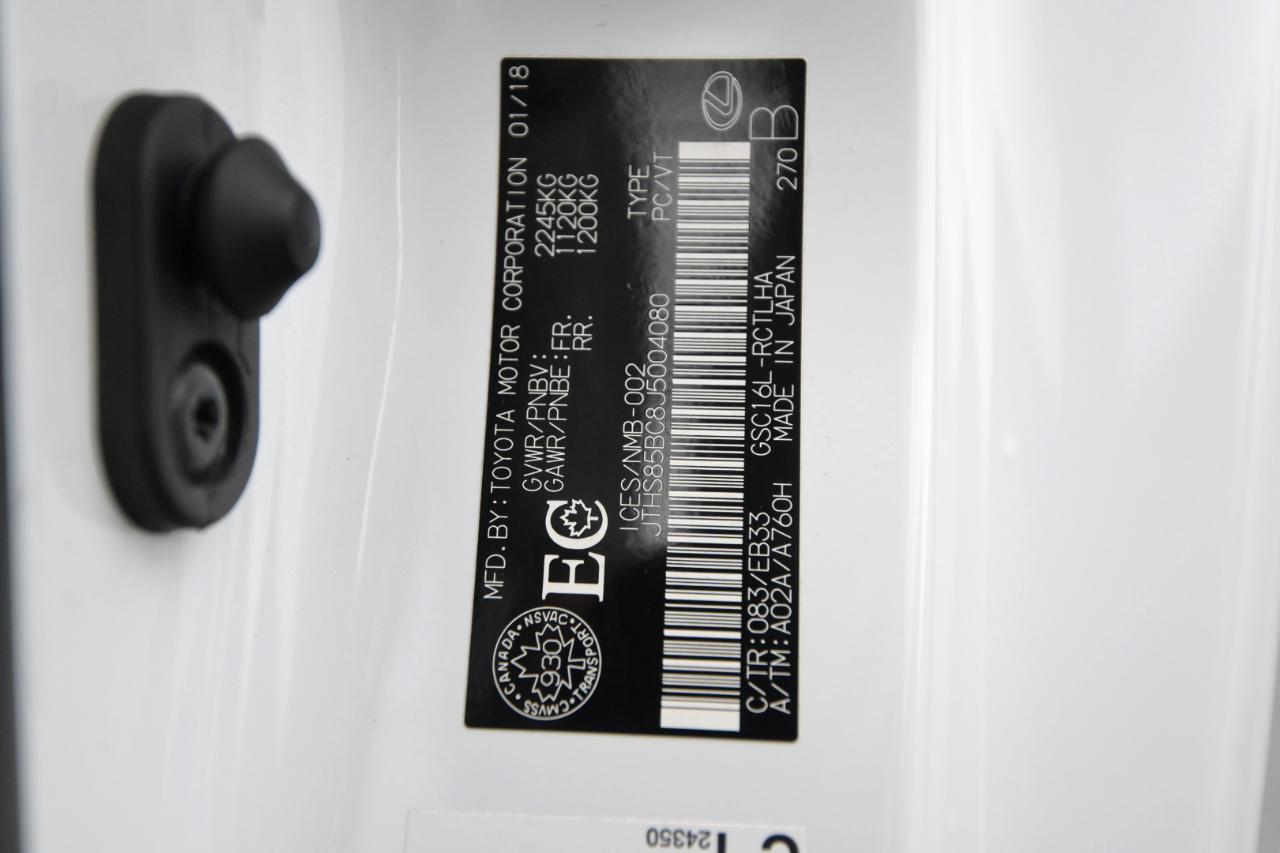 MFD.BY:TOYOTA MOTOR CORPORATION 01/18
GVWR/PNBV: 2245KG
GAWR/PNBE:FR. 1120KG
RR. 1200KG
EC
CANADA·NSVAC·TRANSPORT·CMVSS·
930
ICES/NMB-002 TYPE
JTHS85BC8J5004080 PC/VT
C/TR:083/EB33 GSC16L-RCTLHA
A/TM:A02A/A760H MADE IN JAPAN 270 B
24350